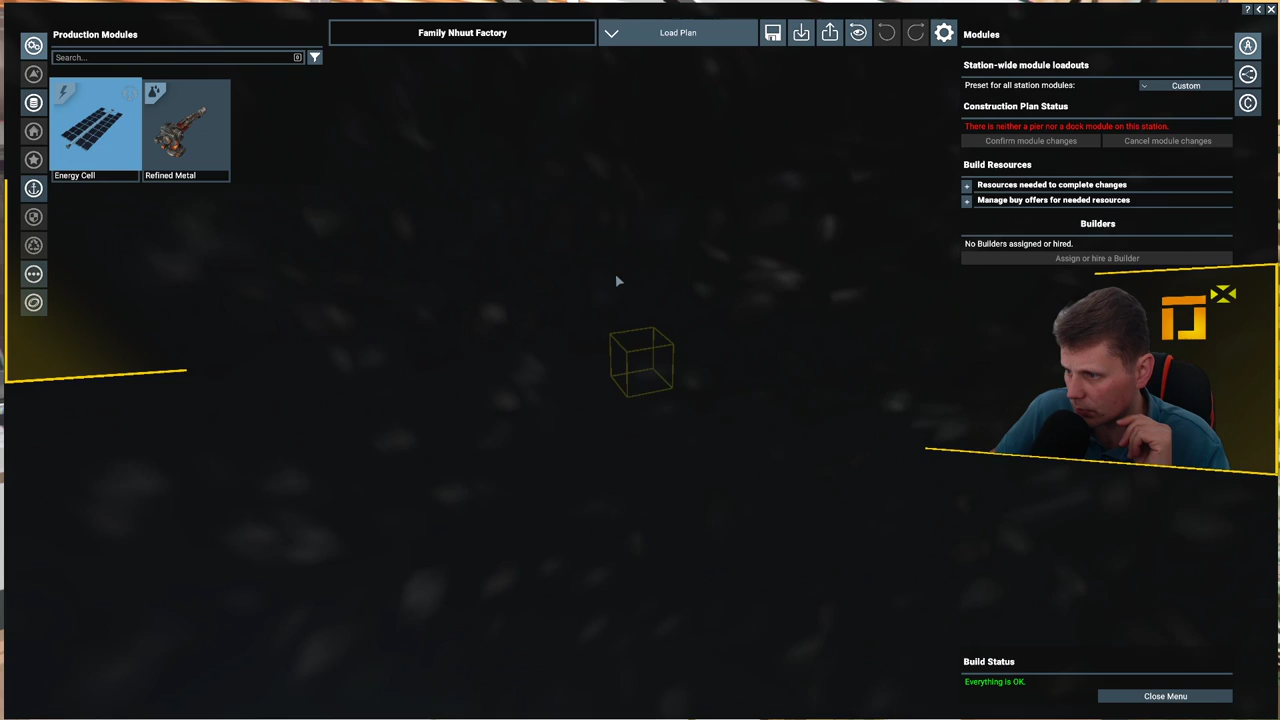 Production Modules
Search...
Energy Cell
Refined Metal
Family Nhuut Factory
Load Plan
Modules
Station-wide module loadouts
Preset for all station modules:
Custom
Construction Plan Status
There is neither a pier nor a dock module on this station.
Confirm module changes
Cancel module changes
Build Resources
+ Resources needed to complete changes
+ Manage buy offers for needed resources
Builders
No Builders assigned or hired.
Assign or hire a Builder
Build Status
Everything is OK.
Close Menu